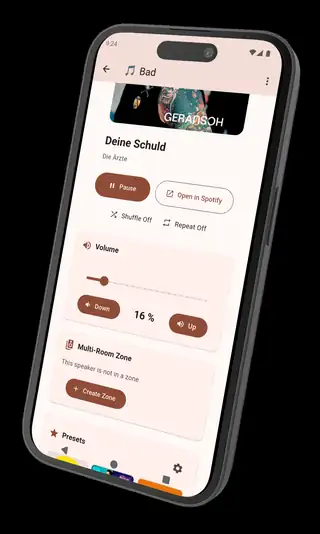 9:24
Bad
GERÄUSCH
Deine Schuld
Die Ärzte
Pause
Open in Spotify
Shuffle Off
Repeat Off
Volume
Down
16 %
Up
Multi-Room Zone
This speaker is not in a zone
Create Zone
Presets